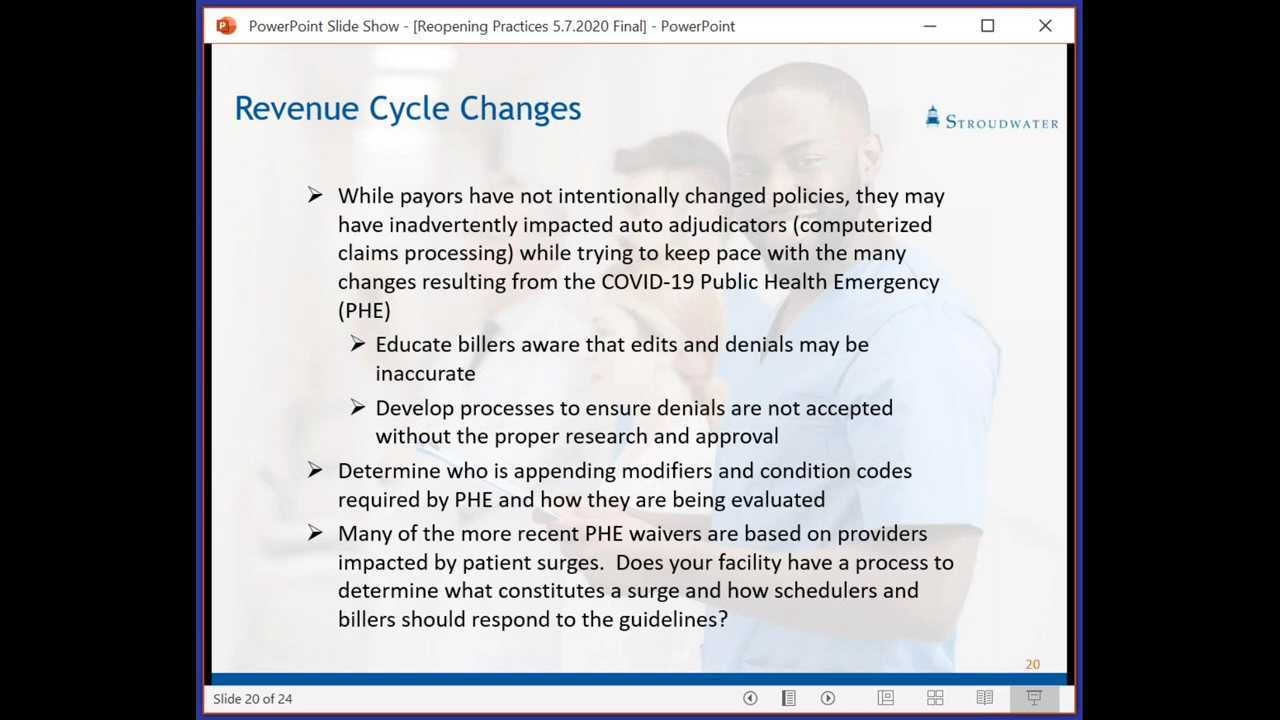 PowerPoint Slide Show - [Reopening Practices 5.7.2020 Final] - PowerPoint
Revenue Cycle Changes
STROUDWATER
While payors have not intentionally changed policies, they may
have inadvertently impacted auto adjudicators (computerized
claims processing) while trying to keep pace with the many
changes resulting from the COVID-19 Public Health Emergency
(PHE)
Educate billers aware that edits and denials may be
inaccurate
Develop processes to ensure denials are not accepted
without the proper research and approval
Determine who is appending modifiers and condition codes
required by PHE and how they are being evaluated
Many of the more recent PHE waivers are based on providers
impacted by patient surges.  Does your facility have a process to
determine what constitutes a surge and how schedulers and
billers should respond to the guidelines?
20
Slide 20 of 24